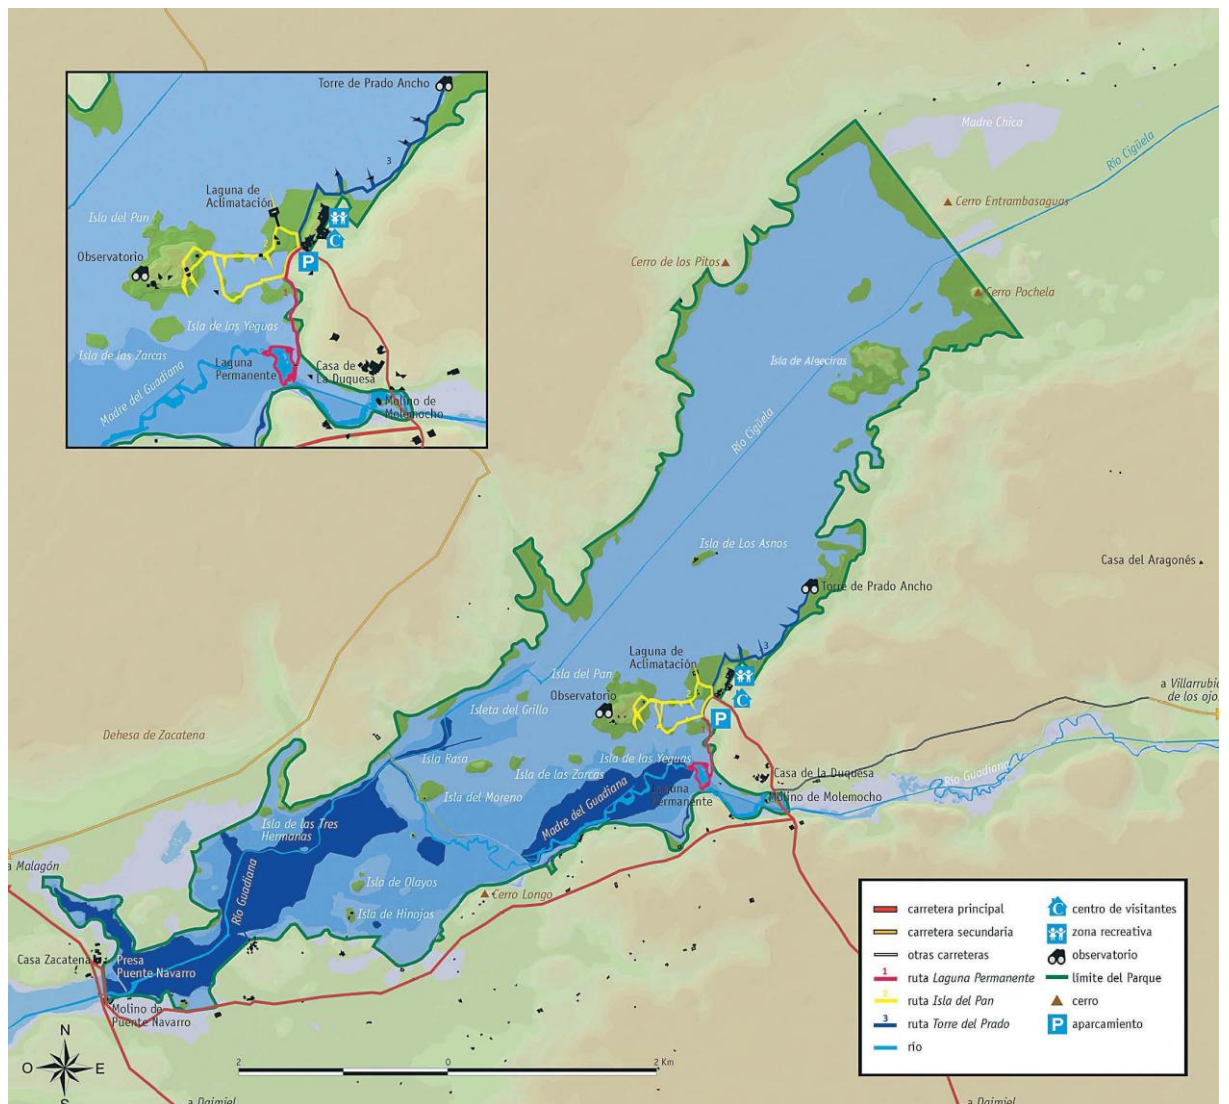 Torre de Prado Ancho
3
Laguna de
Aclimatación
Isla del Pan
2
Observatorio
C
P
1
Isla de las Yeguas
Isla de las Zarcas
Laguna
Permanente
Casa de
La Duquesa
Madre del Guadiana
Molino de
Molemocho
Madre Chica
Río Cigüela
Cerro Entrambasaguas
Cerro de los Pitos
Cerro Pochela
Isla de Algeciras
Río Cigüela
Isla de Los Asnos
Casa del Aragonés
Torre de Prado Ancho
3
Laguna de
Aclimatación
Isla del Pan
a Villarrubia
de los ojos
Observatorio
2
C
Isleta del Grillo
P
1
Dehesa de Zacatena
Isla Rasa
Isla de las Yeguas
Isla de las Zarcas
Casa de la Duquesa
Río Guadiana
Laguna
Permanente
Molino de Molemocho
Isla del Moreno
Madre del Guadiana
Isla de las Tres
Hermanas
a Malagón
Río Guadiana
Isla de Olayos
Cerro Longo
Isla de Hinojos
Casa Zacatena
Presa
Puente Navarro
Molino de
Puente Navarro
carretera principal
carretera secundaria
otras carreteras
1
ruta Laguna Permanente
2
ruta Isla del Pan
3
ruta Torre del Prado
río
C
centro de visitantes
zona recreativa
observatorio
límite del Parque
cerro
P
aparcamiento
N
O
E
S
2
0
2 Km
a Daimiel
a Daimiel